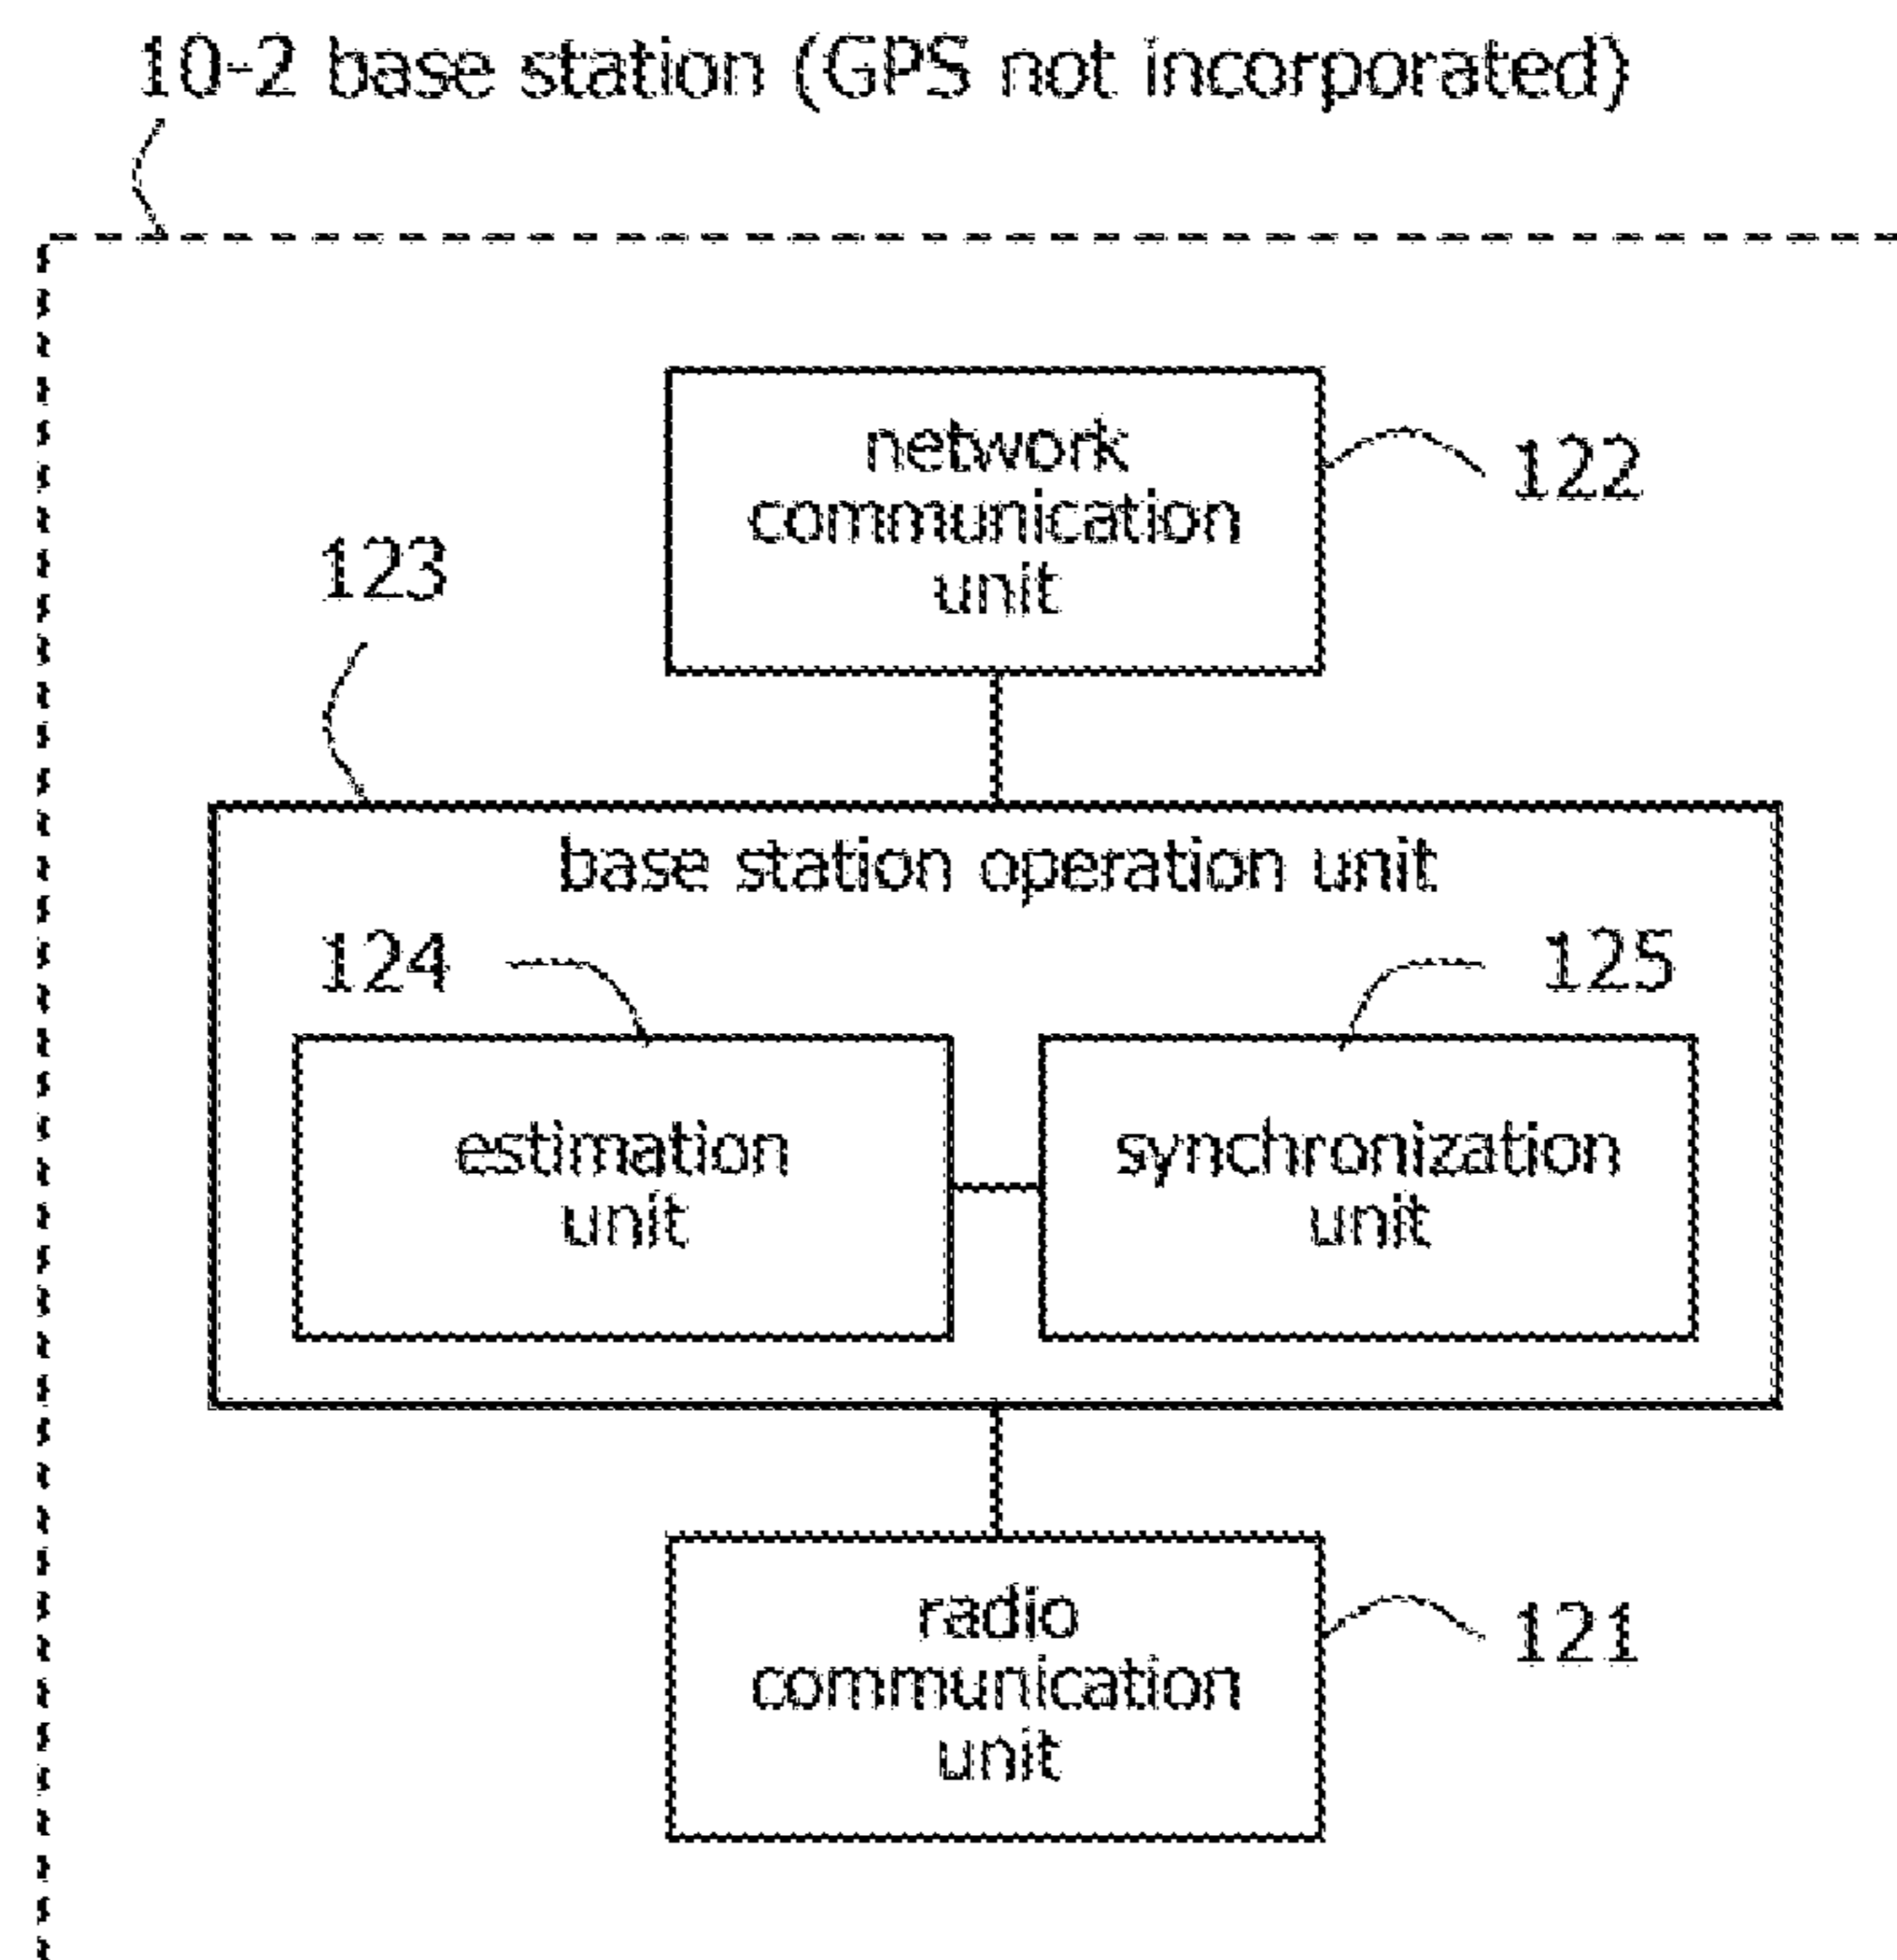 10-2 base station (GPS not incorporated)
network
communication
unit
122
123
base station operation unit
124
125
estimation
unit
synchronization
unit
radio
communication
unit
121